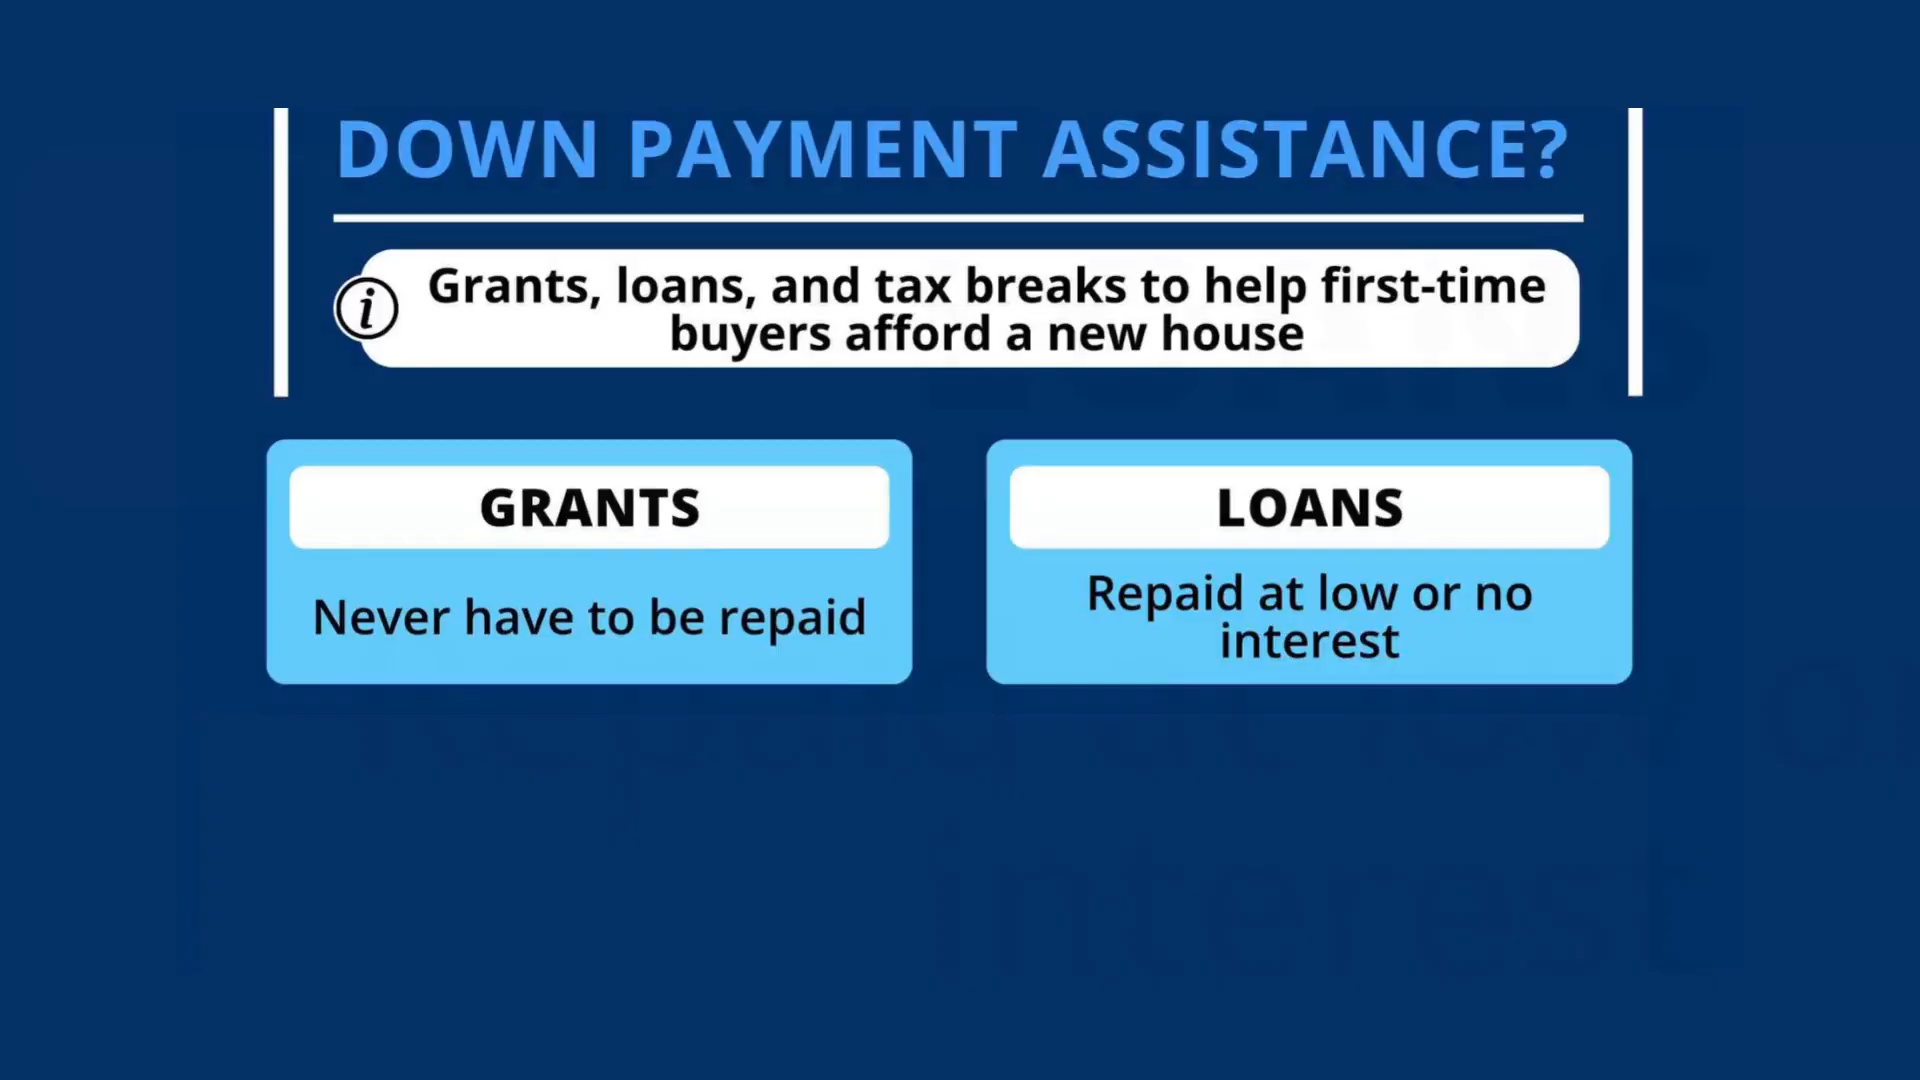 DOWN PAYMENT ASSISTANCE?
i
Grants, loans, and tax breaks to help first-time
buyers afford a new house
GRANTS
Never have to be repaid
LOANS
Repaid at low or no
interest